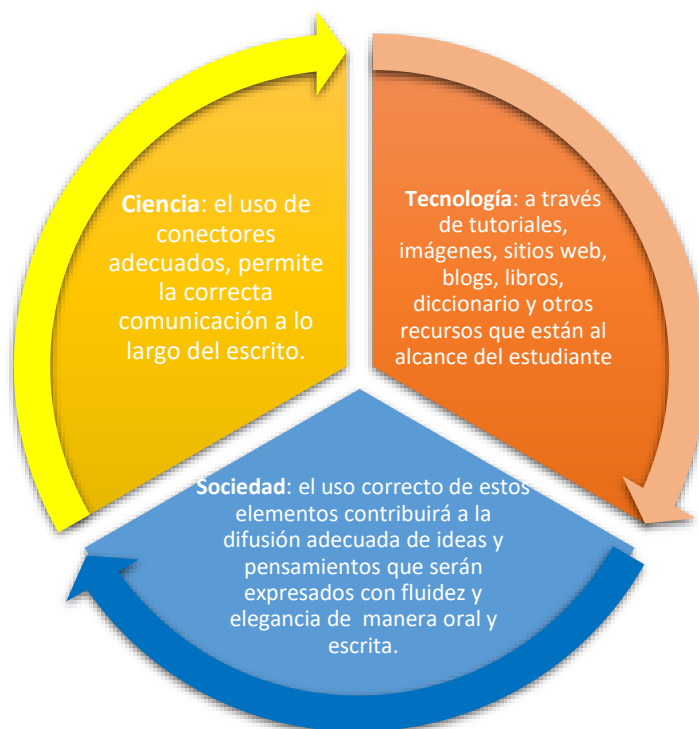 Ciencia: el uso de
conectores
adecuados, permite
la correcta
comunicación a lo
largo del escrito.
Tecnología: a través
de tutoriales,
imágenes, sitios web,
blogs, libros,
diccionario y otros
recursos que están al
alcance del estudiante
Sociedad: el uso correcto de estos
elementos contribuirá a la
difusión adecuada de ideas y
pensamientos que serán
expresados con fluidez y
elegancia de manera oral y
escrita.